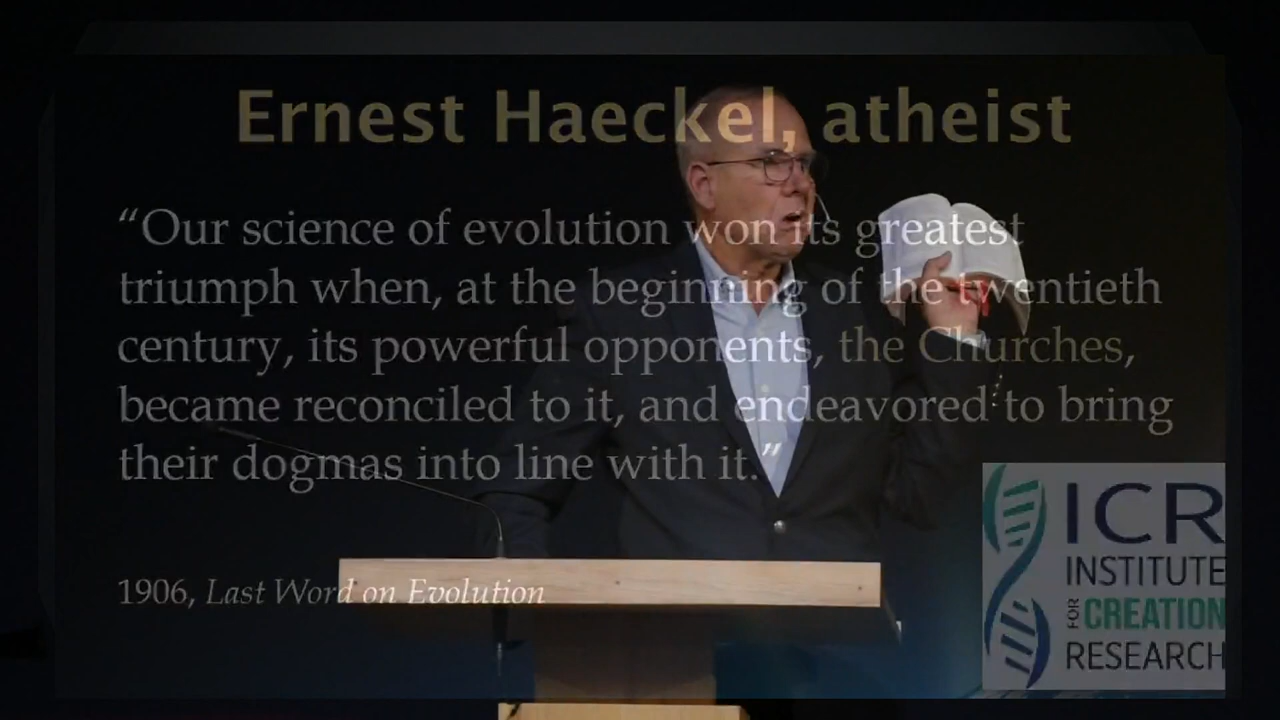 Ernest Haeckel, atheist
“Our science of evolution won its greatest
triumph when, at the beginning of the twentieth
century, its powerful opponents, the Churches,
became reconciled to it, and endeavored to bring
their dogmas into line with it.”
1906, Last Word on Evolution
ICR
INSTITUTE
FOR CREATION
RESEARCH